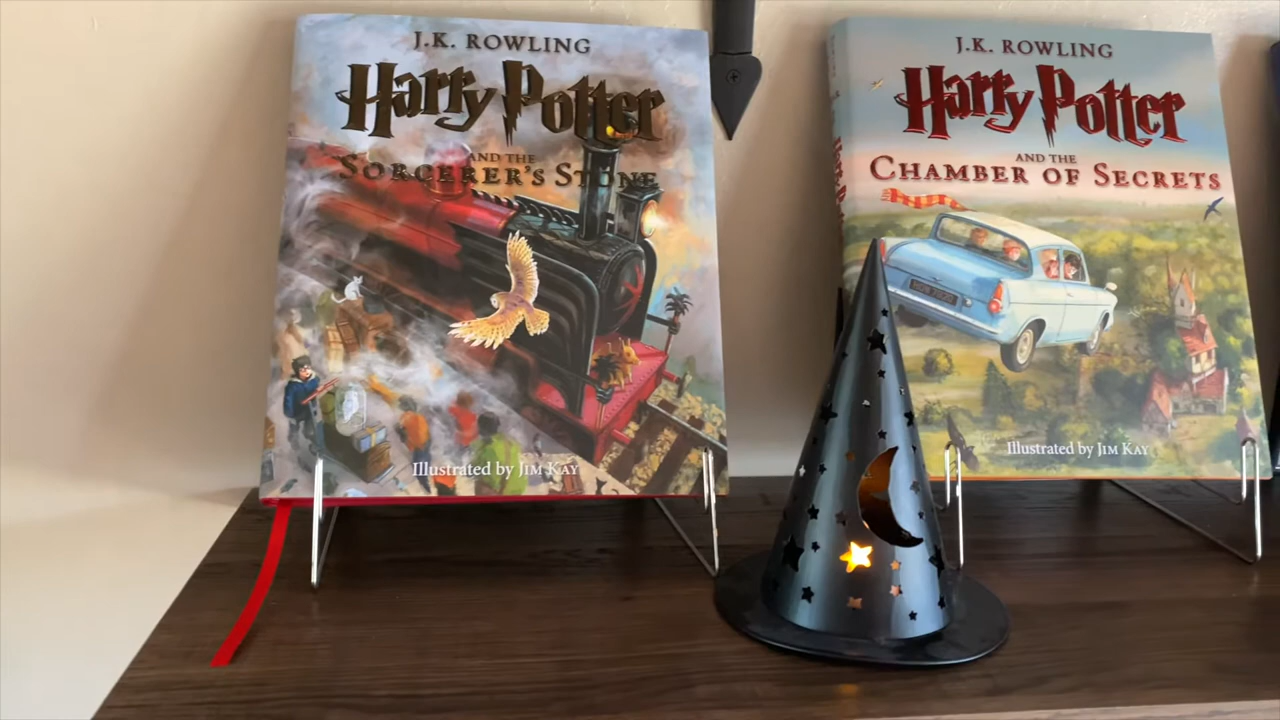 J.K. ROWLING
Harry Potter
AND THE
SORCERER'S STONE
Illustrated by JIM KAY
J.K. ROWLING
Harry Potter
AND THE
CHAMBER OF SECRETS
Illustrated by JIM KAY